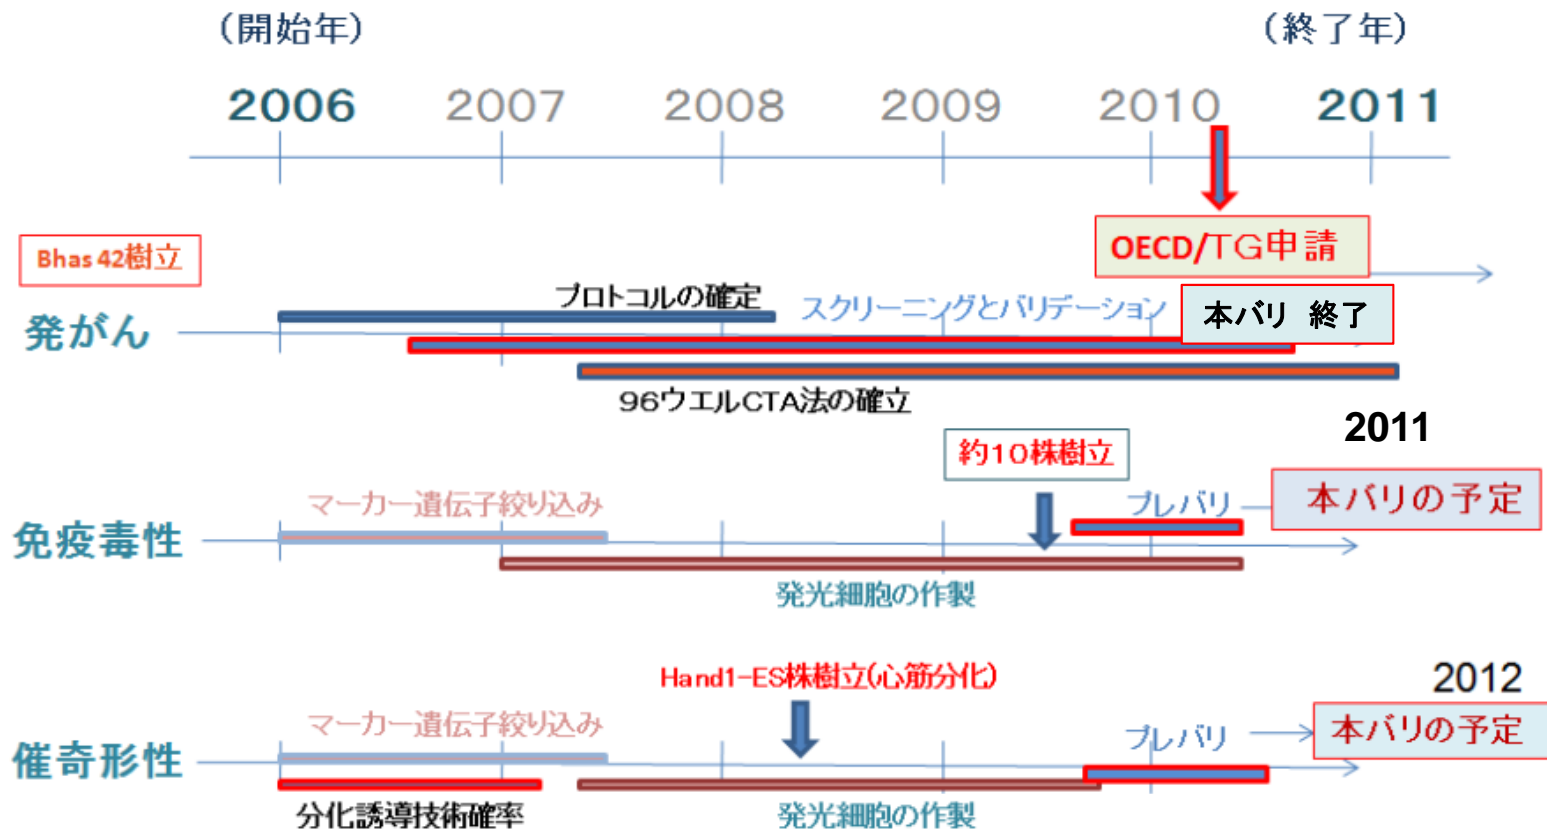 （開始年）
（終了年）
2006 2007 2008 2009 2010 2011
Bhas 42樹立
OECD/TG申請
プロトコルの確定
スクリーニングとバリデーション
本バリ 終了
発がん
96ウエルCTA法の確立
2011
約10株樹立
マーカー遺伝子絞り込み
プレバリ
本バリの予定
免疫毒性
発光細胞の作製
Hand1-ES株樹立(心筋分化)
2012
マーカー遺伝子絞り込み
プレバリ
本バリの予定
催奇形性
分化誘導技術確率
発光細胞の作製